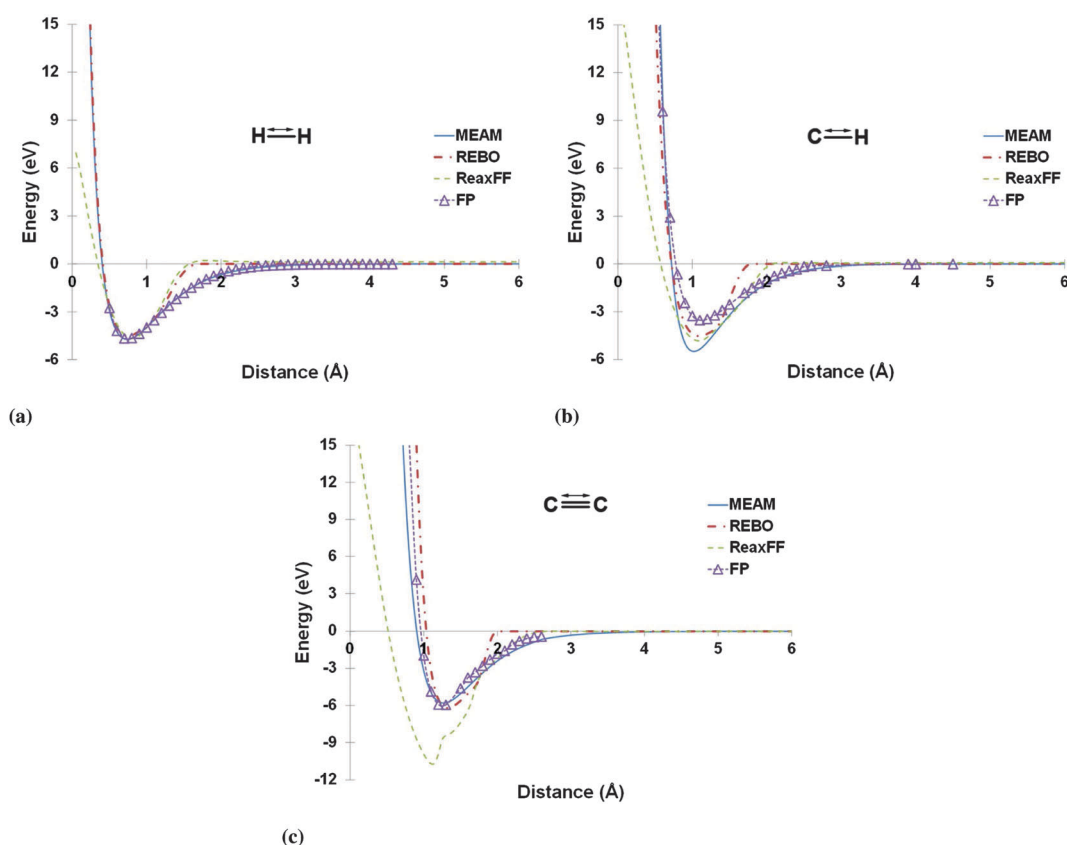 15
12
9
6
3
0
-3
-6
0 1 2 3 4 5 6
Energy (eV)
Distance (Å)
H H
MEAM
REBO
ReaxFF
FP
(a)
15
12
9
6
3
0
-3
-6
0 1 2 3 4 5 6
Energy (eV)
Distance (Å)
C H
MEAM
REBO
ReaxFF
FP
(b)
15
12
9
6
3
0
-3
-6
-9
-12
0 1 2 3 4 5 6
Energy (eV)
Distance (Å)
C C
MEAM
REBO
ReaxFF
FP
(c)